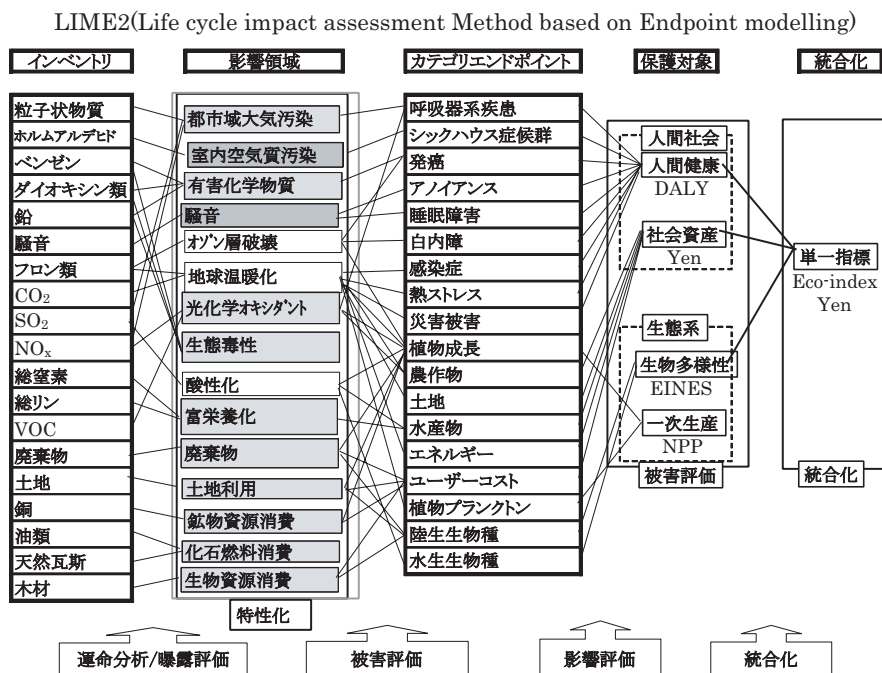 LIME2(Life cycle impact assessment Method based on Endpoint modelling)
インベントリ
影響領域
カテゴリエンドポイント
保護対象
統合化
粒子状物質
ホルムアルデヒド
ベンゼン
ダイオキシン類
鉛
騒音
フロン類
CO₂
SO₂
NOₓ
総窒素
総リン
VOC
廃棄物
土地
銅
油類
天然瓦斯
木材
都市域大気汚染
室内空気質汚染
有害化学物質
騒音
オゾン層破壊
地球温暖化
光化学オキシダント
生態毒性
酸性化
富栄養化
廃棄物
土地利用
鉱物資源消費
化石燃料消費
生物資源消費
特性化
呼吸器系疾患
シックハウス症候群
発癌
アノイアンス
睡眠障害
白内障
感染症
熱ストレス
災害被害
植物成長
農作物
土地
水産物
エネルギー
ユーザーコスト
植物プランクトン
陸生生物種
水生生物種
人間社会
人間健康
DALY
社会資産
Yen
生態系
生物多様性
EINES
一次生産
NPP
被害評価
単一指標
Eco-index
Yen
統合化
運命分析/曝露評価
被害評価
影響評価
統合化